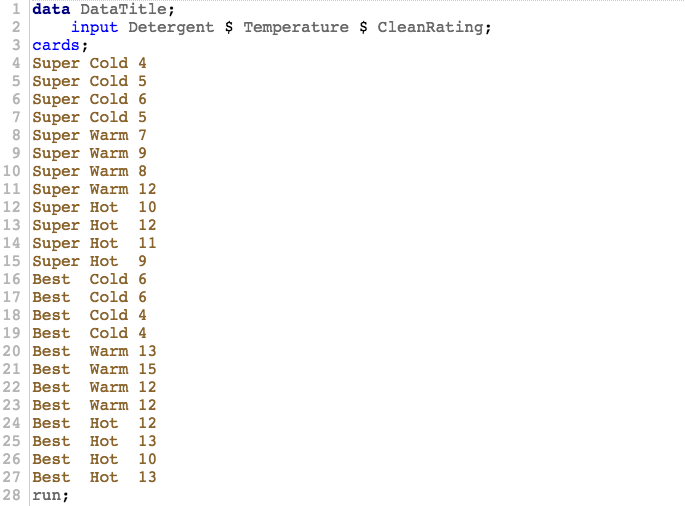 1 data DataTitle;
2 input Detergent $ Temperature $ CleanRating;
3 cards;
4 Super Cold 4
5 Super Cold 5
6 Super Cold 6
7 Super Cold 5
8 Super Warm 7
9 Super Warm 9
10 Super Warm 8
11 Super Warm 12
12 Super Hot  10
13 Super Hot  12
14 Super Hot  11
15 Super Hot  9
16 Best  Cold 6
17 Best  Cold 6
18 Best  Cold 4
19 Best  Cold 4
20 Best  Warm 13
21 Best  Warm 15
22 Best  Warm 12
23 Best  Warm 12
24 Best  Hot  12
25 Best  Hot  13
26 Best  Hot  10
27 Best  Hot  13
28 run;